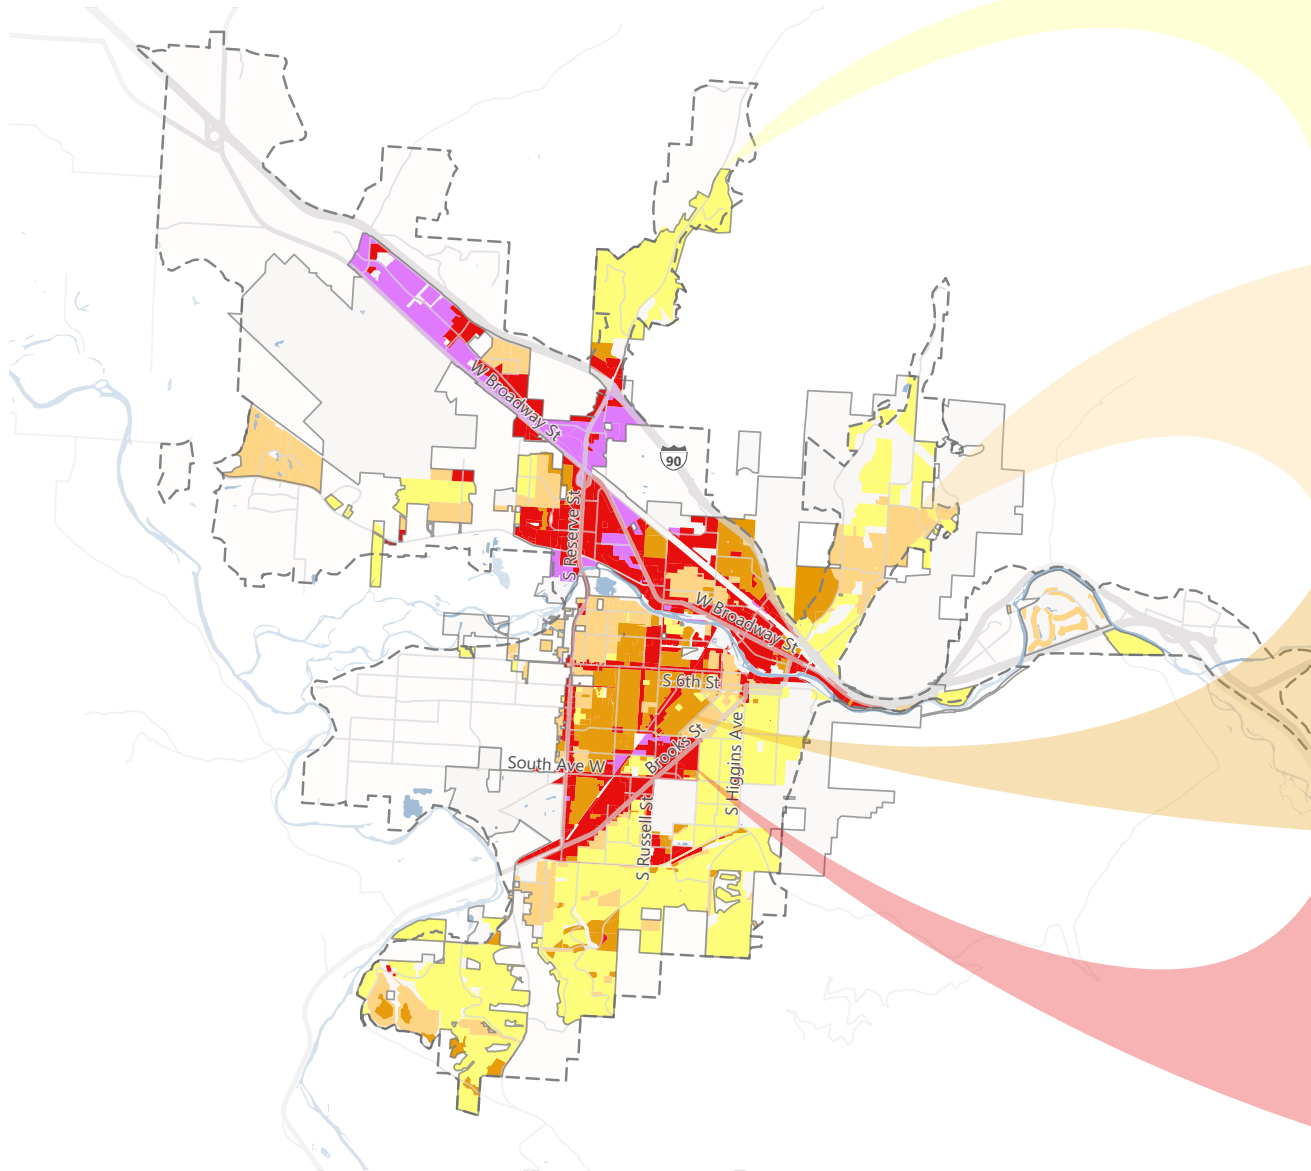 W Broadway St
90
S Reserve St
W Broadway St
S 6th St
Brooks St
S Higgins Ave
South Ave W
S Russell St